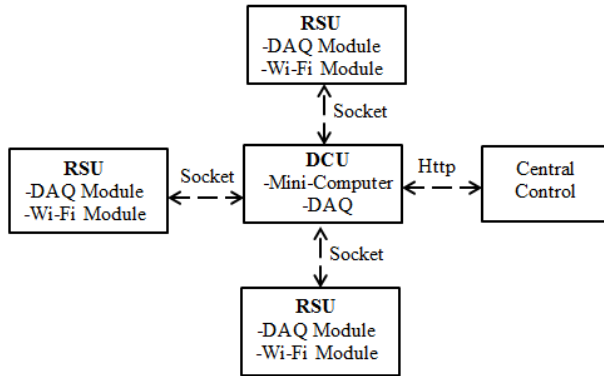 RSU
-DAQ Module
-Wi-Fi Module
Socket
RSU
-DAQ Module
-Wi-Fi Module
Socket
DCU
-Mini-Computer
-DAQ
Http
Central
Control
Socket
RSU
-DAQ Module
-Wi-Fi Module